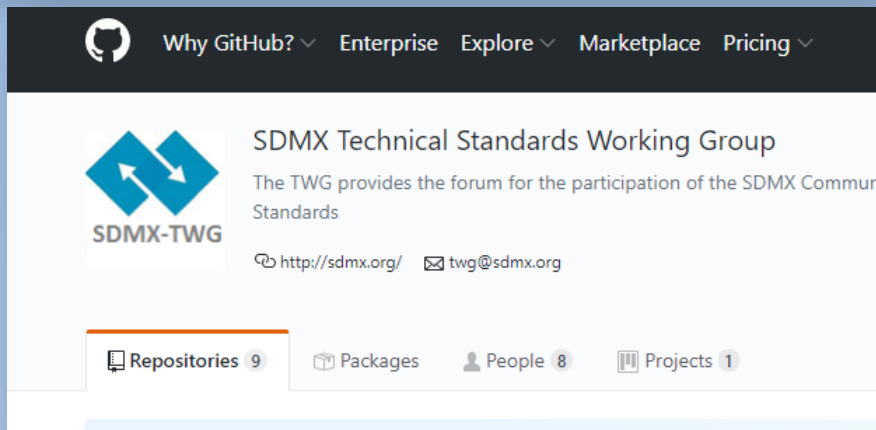 Why GitHub? Enterprise Explore Marketplace Pricing
SDMX Technical Standards Working Group
The TWG provides the forum for the participation of the SDMX
Standards
SDMX-TWG
http://sdmx.org/ twg@sdmx.org
Repositories 9 Packages People 8 Projects 1